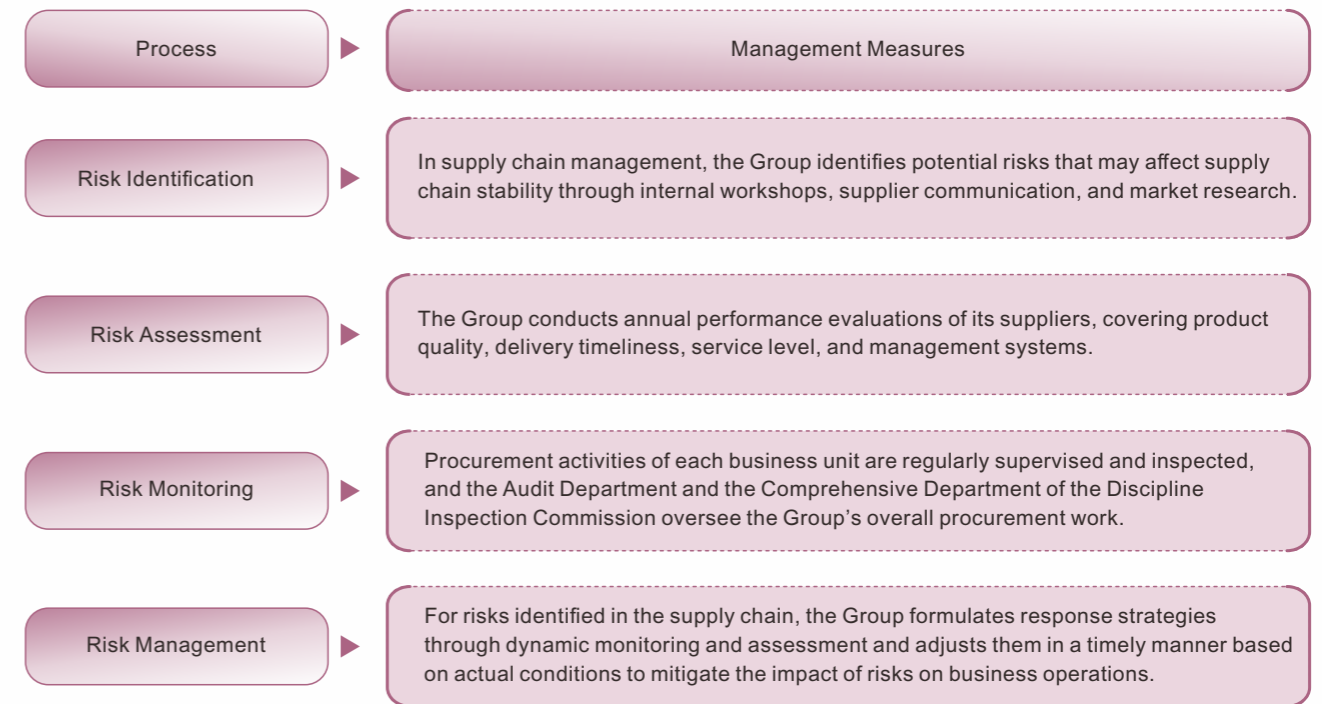 Process
Management Measures
Risk Identification
In supply chain management, the Group identifies potential risks that may affect supply
chain stability through internal workshops, supplier communication, and market research.
Risk Assessment
The Group conducts annual performance evaluations of its suppliers, covering product
quality, delivery timeliness, service level, and management systems.
Risk Monitoring
Procurement activities of each business unit are regularly supervised and inspected,
and the Audit Department and the Comprehensive Department of the Discipline
Inspection Commission oversee the Group’s overall procurement work.
Risk Management
For risks identified in the supply chain, the Group formulates response strategies
through dynamic monitoring and assessment and adjusts them in a timely manner based
on actual conditions to mitigate the impact of risks on business operations.